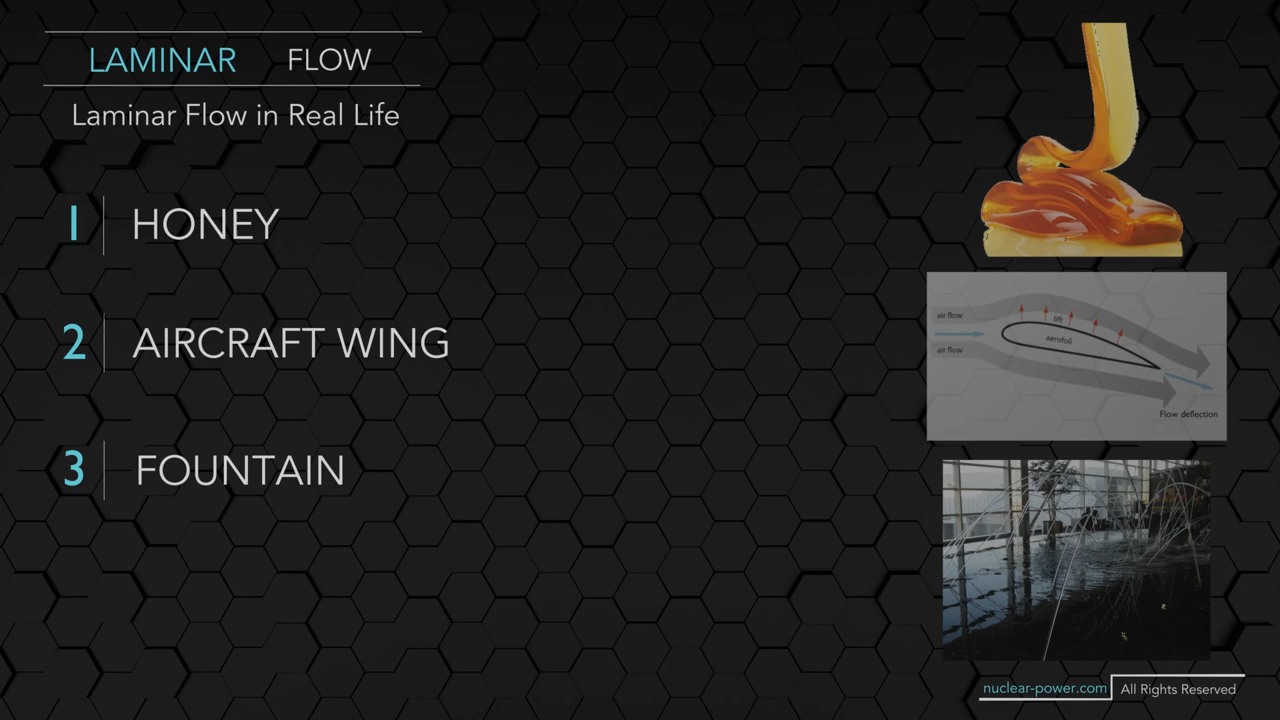 LAMINAR FLOW
Laminar Flow in Real Life
1 HONEY
2 AIRCRAFT WING
3 FOUNTAIN
air flow
lift
aerofoil
air flow
Flow deflection
nuclear-power.com All Rights Reserved